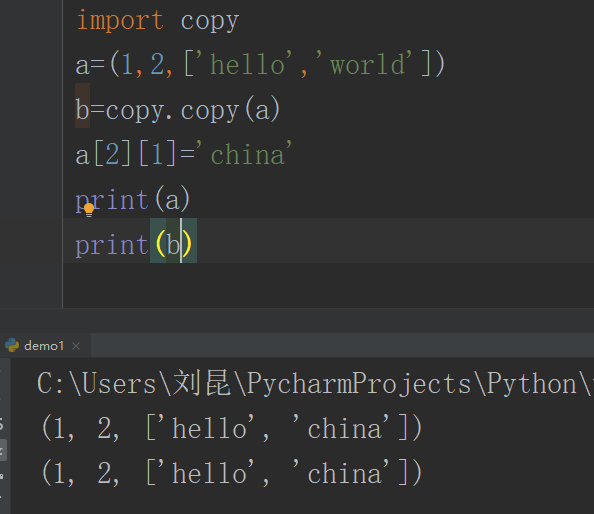 import copy
a=(1,2,['hello','world'])
b=copy.copy(a)
a[2][1]='china'
print(a)
print(b)
demo1
C:\Users\刘昆\PycharmProjects\Python\
(1, 2, ['hello', 'china'])
(1, 2, ['hello', 'china'])